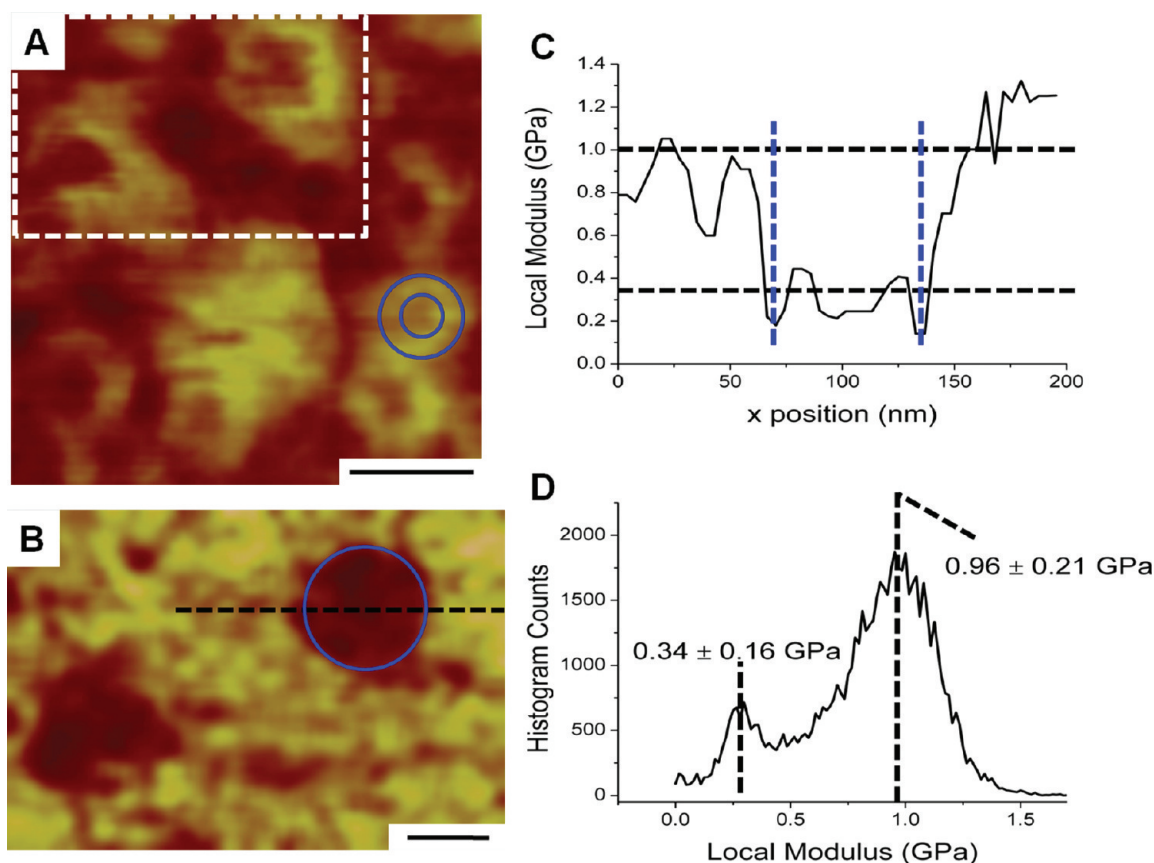 A
B
C
Local Modulus (GPa)
1.4
1.2
1.0
0.8
0.6
0.4
0.2
0.0
0
50
100
150
200
x position (nm)
D
Histogram Counts
2000
1500
1000
500
0
0.96 ± 0.21 GPa
0.34 ± 0.16 GPa
0.0
0.5
1.0
1.5
Local Modulus (GPa)